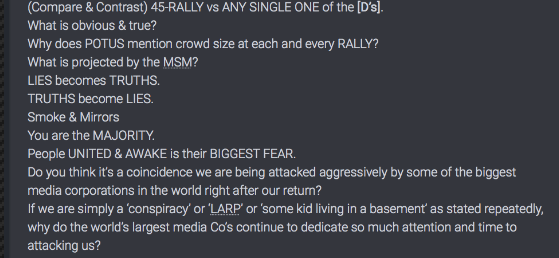 (Compare & Contrast) 45-RALLY vs ANY SINGLE ONE of the [D's].
What is obvious & true?
Why does POTUS mention crowd size at each and every RALLY?
What is projected by the MSM?
LIES becomes TRUTHS.
TRUTHS become LIES.
Smoke & Mirrors
You are the MAJORITY.
People UNITED & AWAKE is their BIGGEST FEAR.
Do you think it's a coincidence we are being attacked aggressively by some of the biggest
media corporations in the world right after our return?
If we are simply a 'conspiracy' or 'LARP' or 'some kid living in a basement' as stated repeatedly,
why do the world's largest media Co's continue to dedicate so much attention and time to
attacking us?